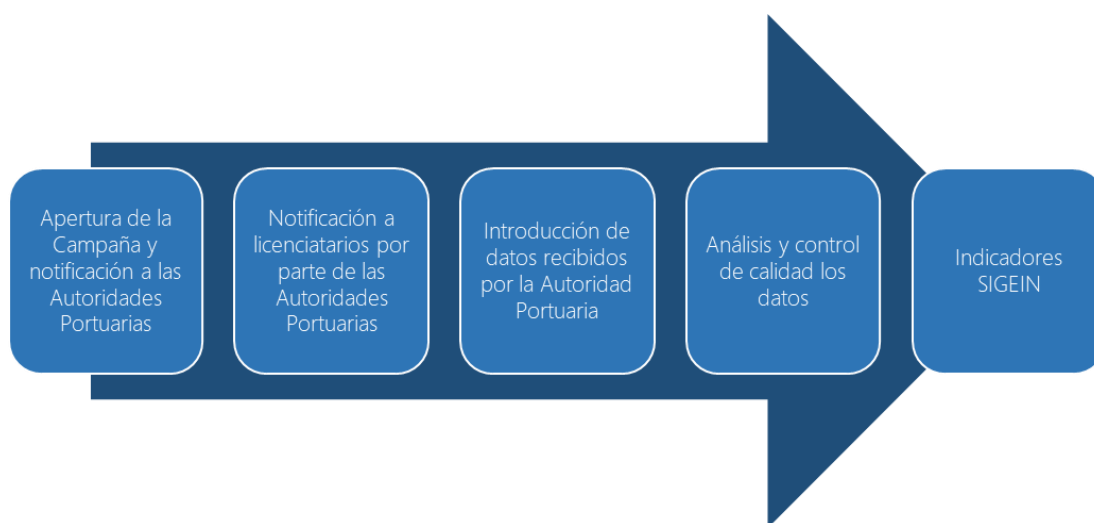 Apertura de la
Campaña y
notificación a las
Autoridades
Portuarias
Notificación a
licenciatarios por
parte de las
Autoridades
Portuarias
Introducción de
datos recibidos
por la Autoridad
Portuaria
Análisis y control
de calidad los
datos
Indicadores
SIGEIN